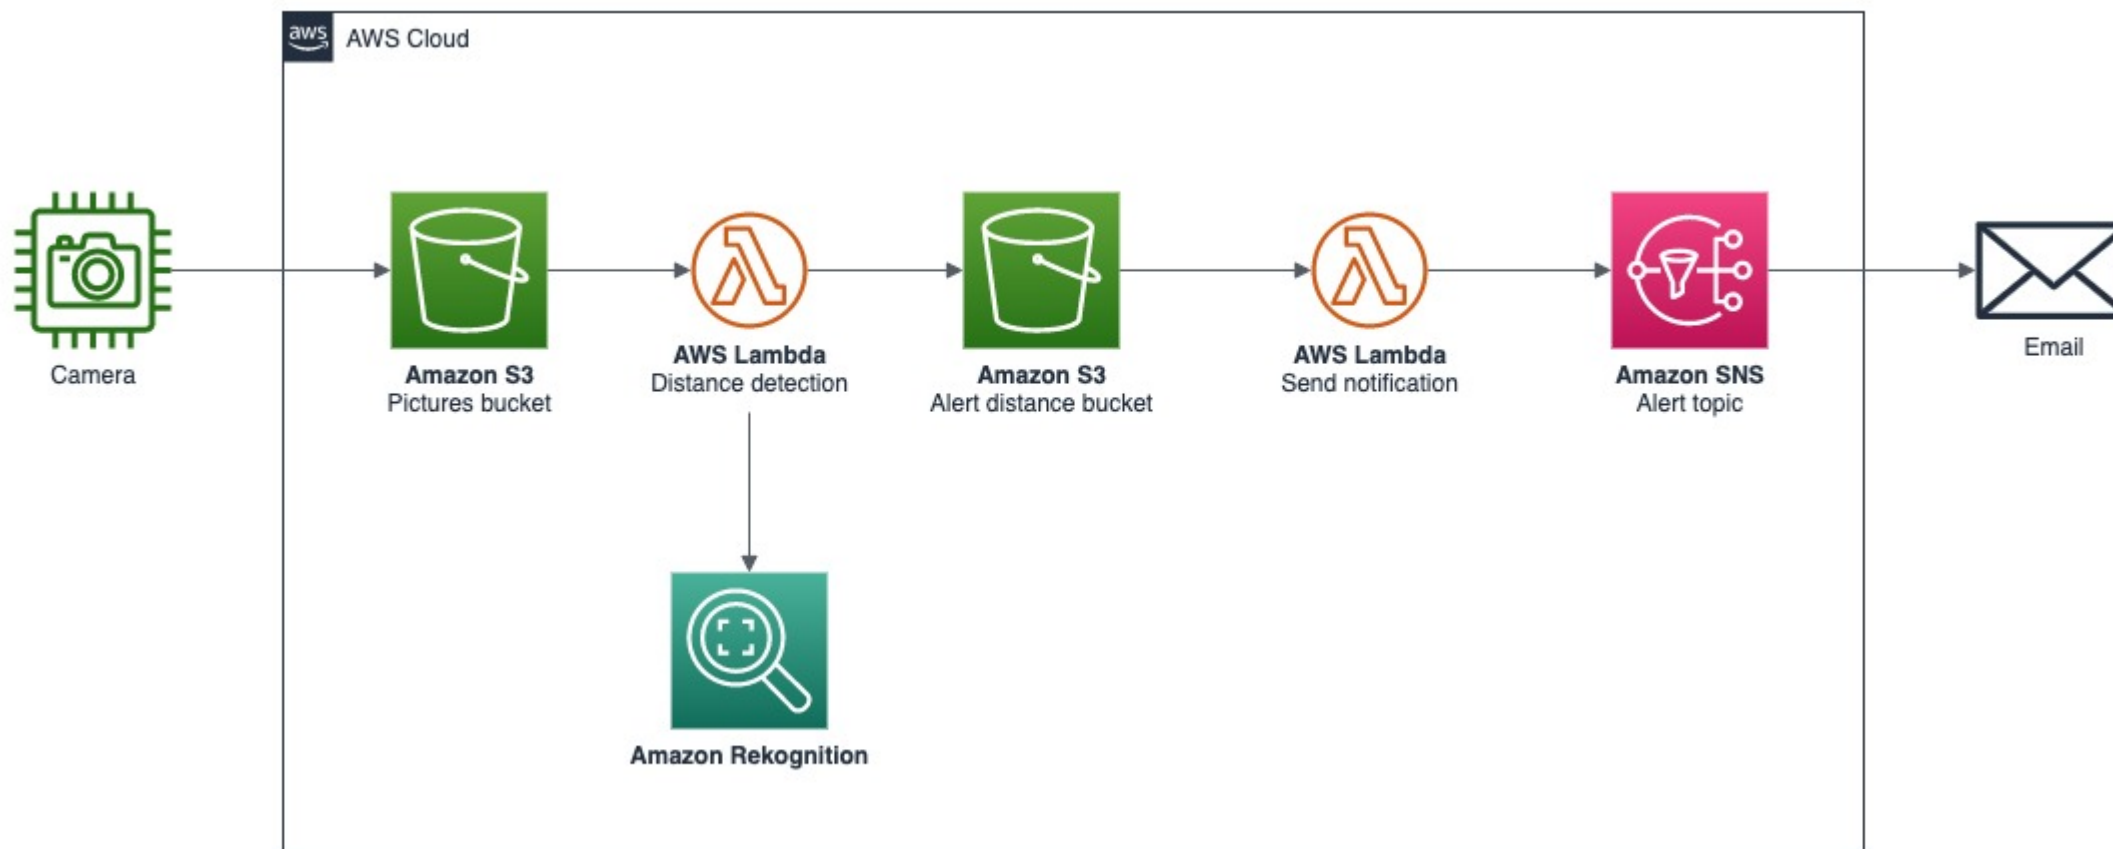 aws
AWS Cloud
Camera
Amazon S3
Pictures bucket
AWS Lambda
Distance detection
Amazon S3
Alert distance bucket
AWS Lambda
Send notification
Amazon SNS
Alert topic
Email
Amazon Rekognition